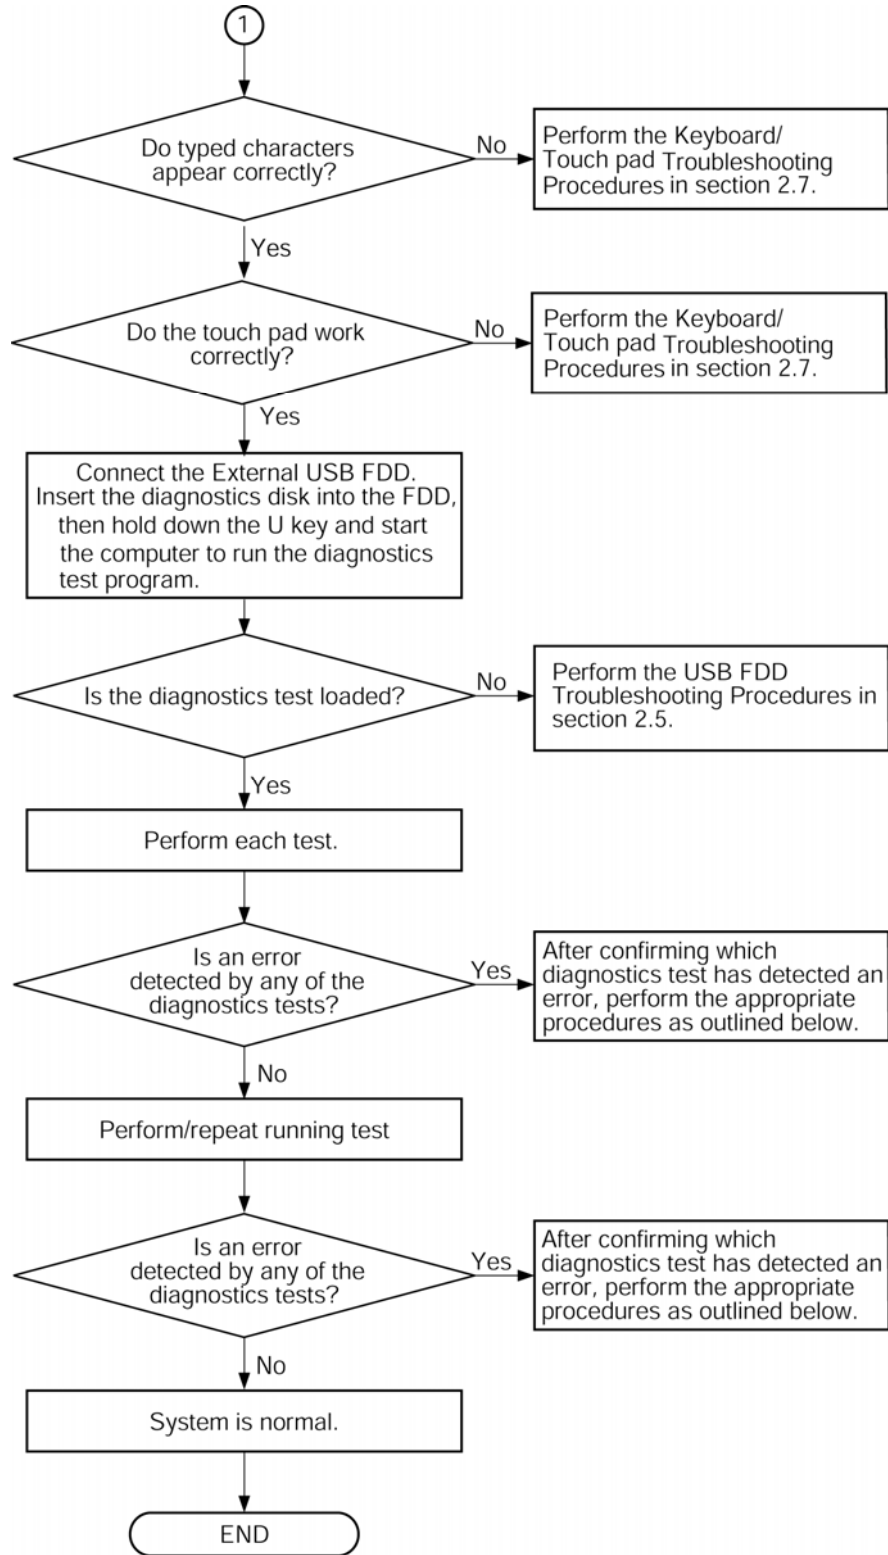 1
Do typed characters
appear correctly?
No
Perform the Keyboard/
Touch pad Troubleshooting
Procedures in section 2.7.
Yes
Do the touch pad work
correctly?
No
Perform the Keyboard/
Touch pad Troubleshooting
Procedures in section 2.7.
Yes
Connect the External USB FDD.
Insert the diagnostics disk into the FDD,
then hold down the U key and start
the computer to run the diagnostics
test program.
Is the diagnostics test loaded?
No
Perform the USB FDD
Troubleshooting Procedures in
section 2.5.
Yes
Perform each test.
Is an error
detected by any of the
diagnostics tests?
Yes
After confirming which
diagnostics test has detected an
error, perform the appropriate
procedures as outlined below.
No
Perform/repeat running test
Is an error
detected by any of the
diagnostics tests?
Yes
After confirming which
diagnostics test has detected an
error, perform the appropriate
procedures as outlined below.
No
System is normal.
END